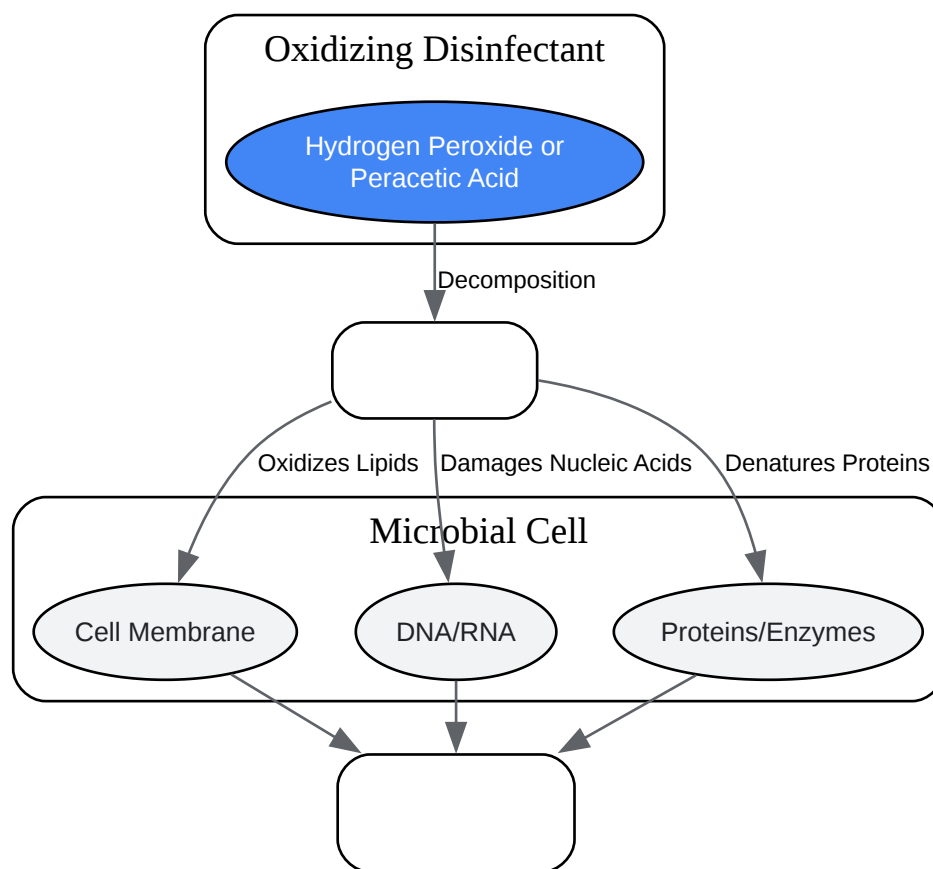 Oxidizing Disinfectant
Hydrogen Peroxide or
Peracetic Acid
Decomposition
Oxidizes Lipids
Damages Nucleic Acids
Denatures Proteins
Microbial Cell
Cell Membrane
DNA/RNA
Proteins/Enzymes